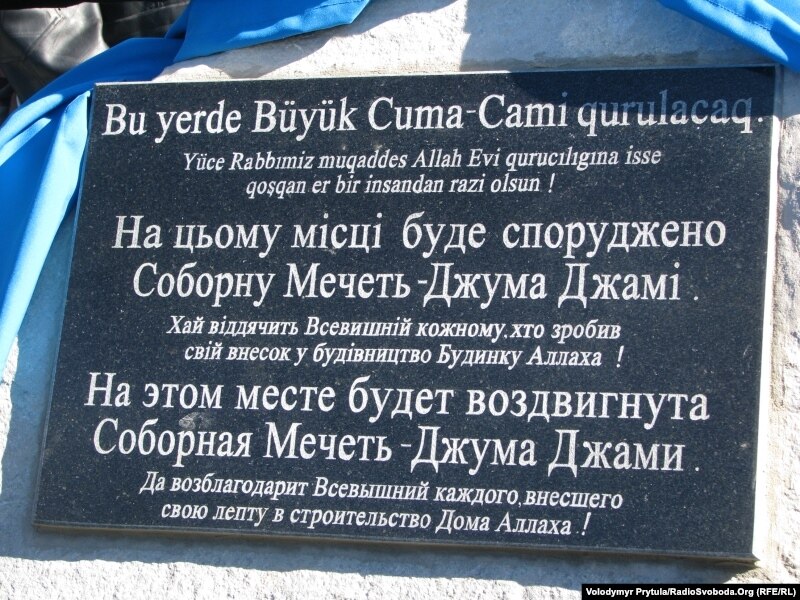 Bu yerde Büyük Cuma-Cami qurulacaq.
Yüce Rabbımiz muqaddes Allah Evi quruciligina isse
qoşqan er bir insandan razi olsun !
На цьому місці буде споруджено
Соборну Мечеть-Джума Джамі .
Хай віддячить Всевишній кожному,хто зробив
свій внесок у будівництво Будинку Аллаха !
На этом месте будет воздвигнута
Соборная Мечеть-Джума Джами .
Да возблагодарит Всевышний каждого,внесшего
свою лепту в строительство Дома Аллаха !
Volodymyr Prytula/RadioSvoboda.Org (RFE/RL)